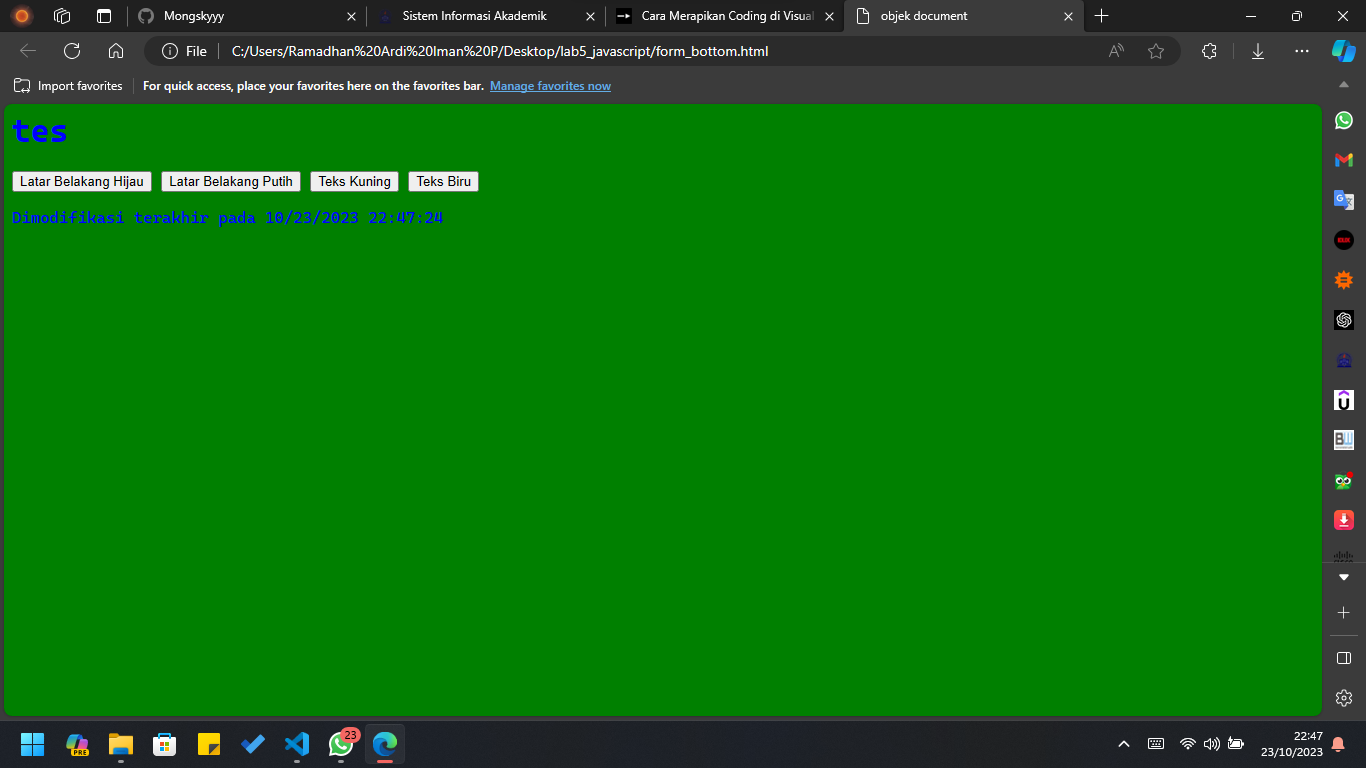 Mongskyyy
Sistem Informasi Akademik
Cara Merapikan Coding di Visual
objek document
File
C:/Users/Ramadhan%20Ardi%20Iman%20P/Desktop/lab5_javascript/form_bottom.html
Import favorites
For quick access, place your favorites here on the favorites bar. Manage favorites now
tes
Latar Belakang Hijau
Latar Belakang Putih
Teks Kuning
Teks Biru
Dimodifikasi terakhir pada 10/23/2023 22:47:24
U
BW
PRE
23
22:47
23/10/2023